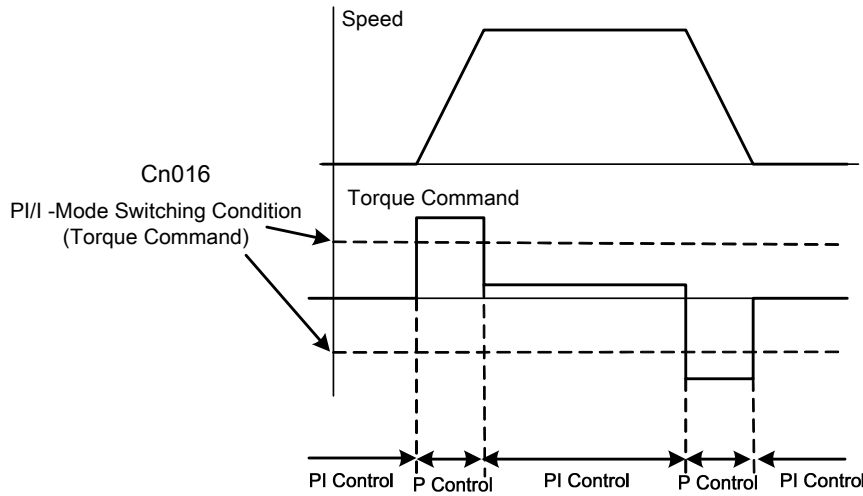 Speed
Cn016
PI/I -Mode Switching Condition
(Torque Command)
Torque Command
PI Control
P Control
PI Control
P Control
PI Control